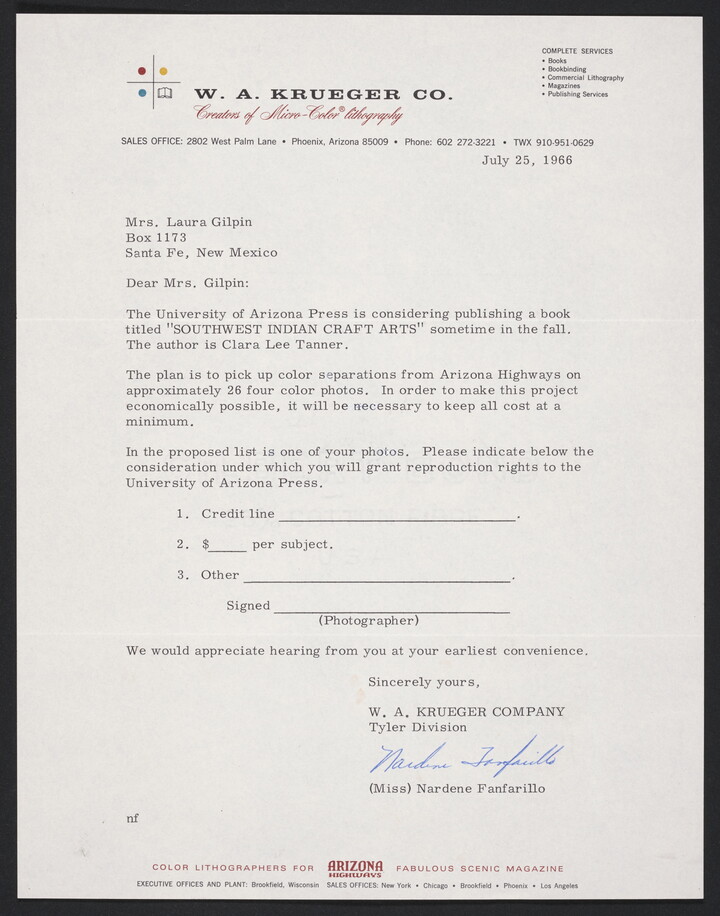 COMPLETE SERVICES
• Books
• Bookbinding
• Commercial Lithography
• Magazines
• Publishing Services
W. A. KRUEGER CO.
Creators of Micro-Color® lithography
SALES OFFICE: 2802 West Palm Lane • Phoenix, Arizona 85009 • Phone: 602 272-3221 • TWX 910-951-0629
July 25, 1966
Mrs. Laura Gilpin
Box 1173
Santa Fe, New Mexico
Dear Mrs. Gilpin:
The University of Arizona Press is considering publishing a book
titled "SOUTHWEST INDIAN CRAFT ARTS" sometime in the fall.
The author is Clara Lee Tanner.
The plan is to pick up color separations from Arizona Highways on
approximately 26 four color photos. In order to make this project
economically possible, it will be necessary to keep all cost at a
minimum.
In the proposed list is one of your photos. Please indicate below the
consideration under which you will grant reproduction rights to the
University of Arizona Press.
1. Credit line ______________________________.
2. $_____ per subject.
3. Other __________________________________.
Signed ______________________________
(Photographer)
We would appreciate hearing from you at your earliest convenience.
Sincerely yours,
W. A. KRUEGER COMPANY
Tyler Division
Nardene Fanfarillo
(Miss) Nardene Fanfarillo
nf
COLOR LITHOGRAPHERS FOR ARIZONA HIGHWAYS FABULOUS SCENIC MAGAZINE
EXECUTIVE OFFICES AND PLANT: Brookfield, Wisconsin SALES OFFICES: New York • Chicago • Brookfield • Phoenix • Los Angeles